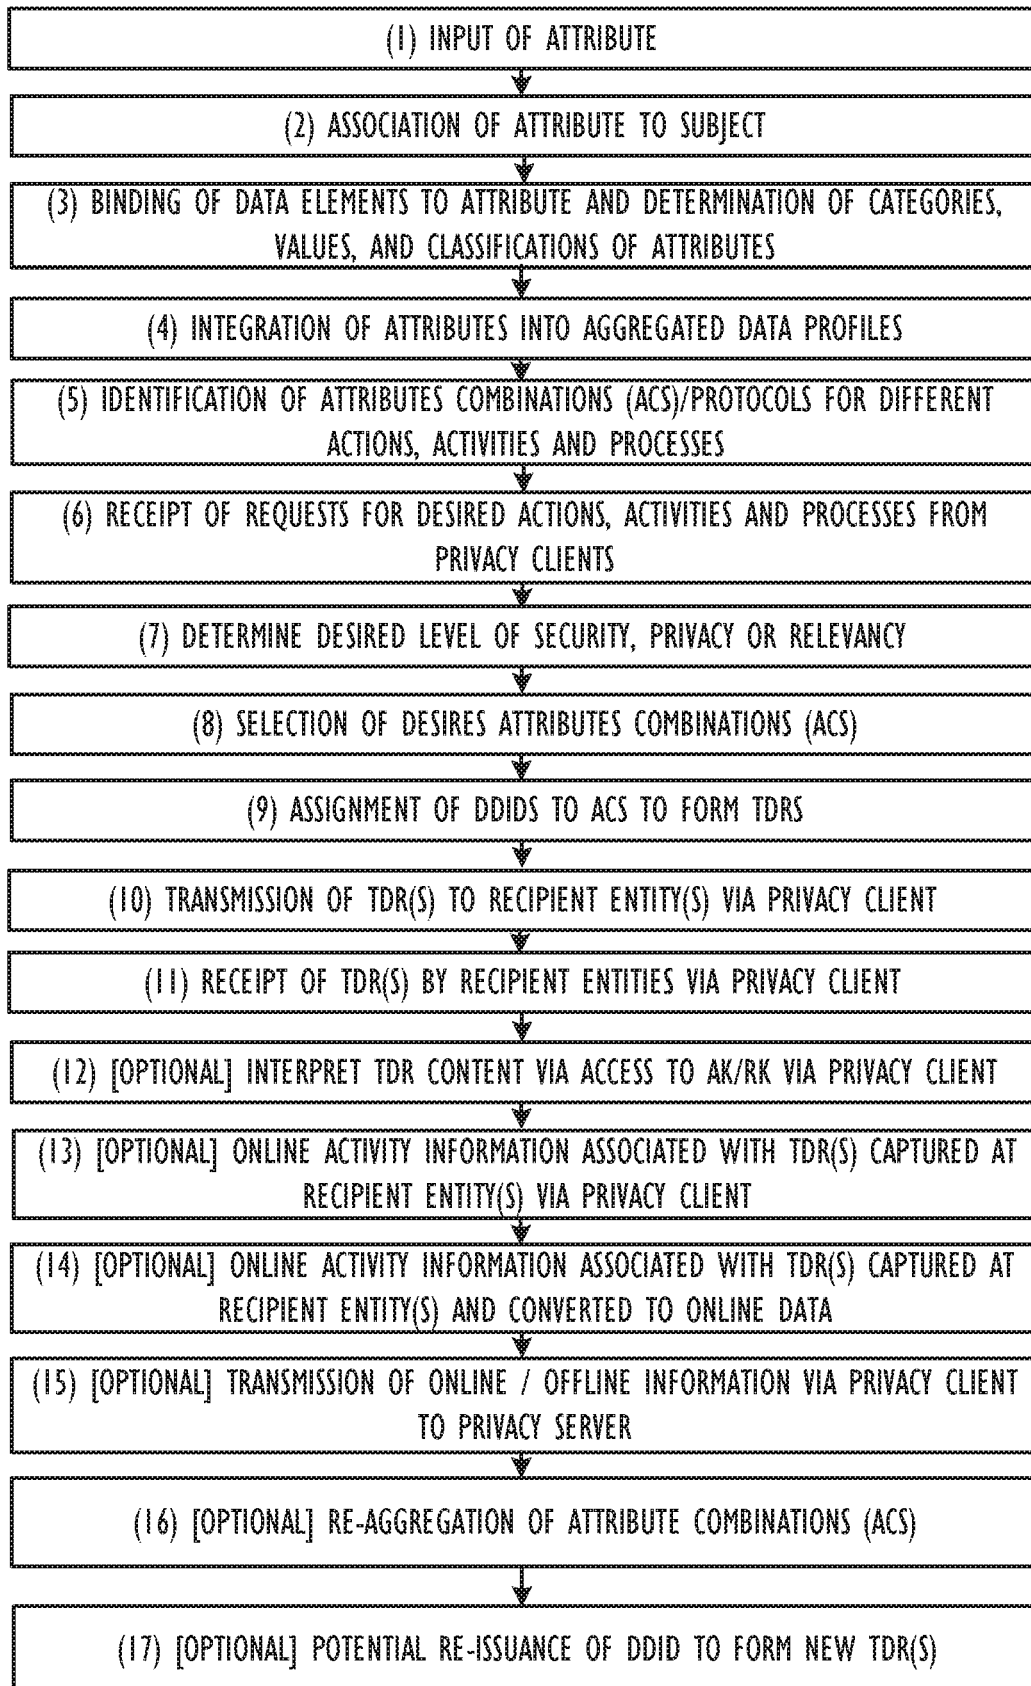 (1) INPUT OF ATTRIBUTE
(2) ASSOCIATION OF ATTRIBUTE TO SUBJECT
(3) BINDING OF DATA ELEMENTS TO ATTRIBUTE AND DETERMINATION OF CATEGORIES,
VALUES, AND CLASSIFICATIONS OF ATTRIBUTES
(4) INTEGRATION OF ATTRIBUTES INTO AGGREGATED DATA PROFILES
(5) IDENTIFICATION OF ATTRIBUTES COMBINATIONS (ACS)/PROTOCOLS FOR DIFFERENT
ACTIONS, ACTIVITIES AND PROCESSES
(6) RECEIPT OF REQUESTS FOR DESIRED ACTIONS, ACTIVITIES AND PROCESSES FROM
PRIVACY CLIENTS
(7) DETERMINE DESIRED LEVEL OF SECURITY, PRIVACY OR RELEVANCY
(8) SELECTION OF DESIRES ATTRIBUTES COMBINATIONS (ACS)
(9) ASSIGNMENT OF DDIDS TO ACS TO FORM TDRS
(10) TRANSMISSION OF TDR(S) TO RECIPIENT ENTITY(S) VIA PRIVACY CLIENT
(11) RECEIPT OF TDR(S) BY RECIPIENT ENTITIES VIA PRIVACY CLIENT
(12) [OPTIONAL] INTERPRET TDR CONTENT VIA ACCESS TO AK/RK VIA PRIVACY CLIENT
(13) [OPTIONAL] ONLINE ACTIVITY INFORMATION ASSOCIATED WITH TDR(S) CAPTURED AT
RECIPIENT ENTITY(S) VIA PRIVACY CLIENT
(14) [OPTIONAL] ONLINE ACTIVITY INFORMATION ASSOCIATED WITH TDR(S) CAPTURED AT
RECIPIENT ENTITY(S) AND CONVERTED TO ONLINE DATA
(15) [OPTIONAL] TRANSMISSION OF ONLINE / OFFLINE INFORMATION VIA PRIVACY CLIENT
TO PRIVACY SERVER
(16) [OPTIONAL] RE-AGGREGATION OF ATTRIBUTE COMBINATIONS (ACS)
(17) [OPTIONAL] POTENTIAL RE-ISSUANCE OF DDID TO FORM NEW TDR(S)